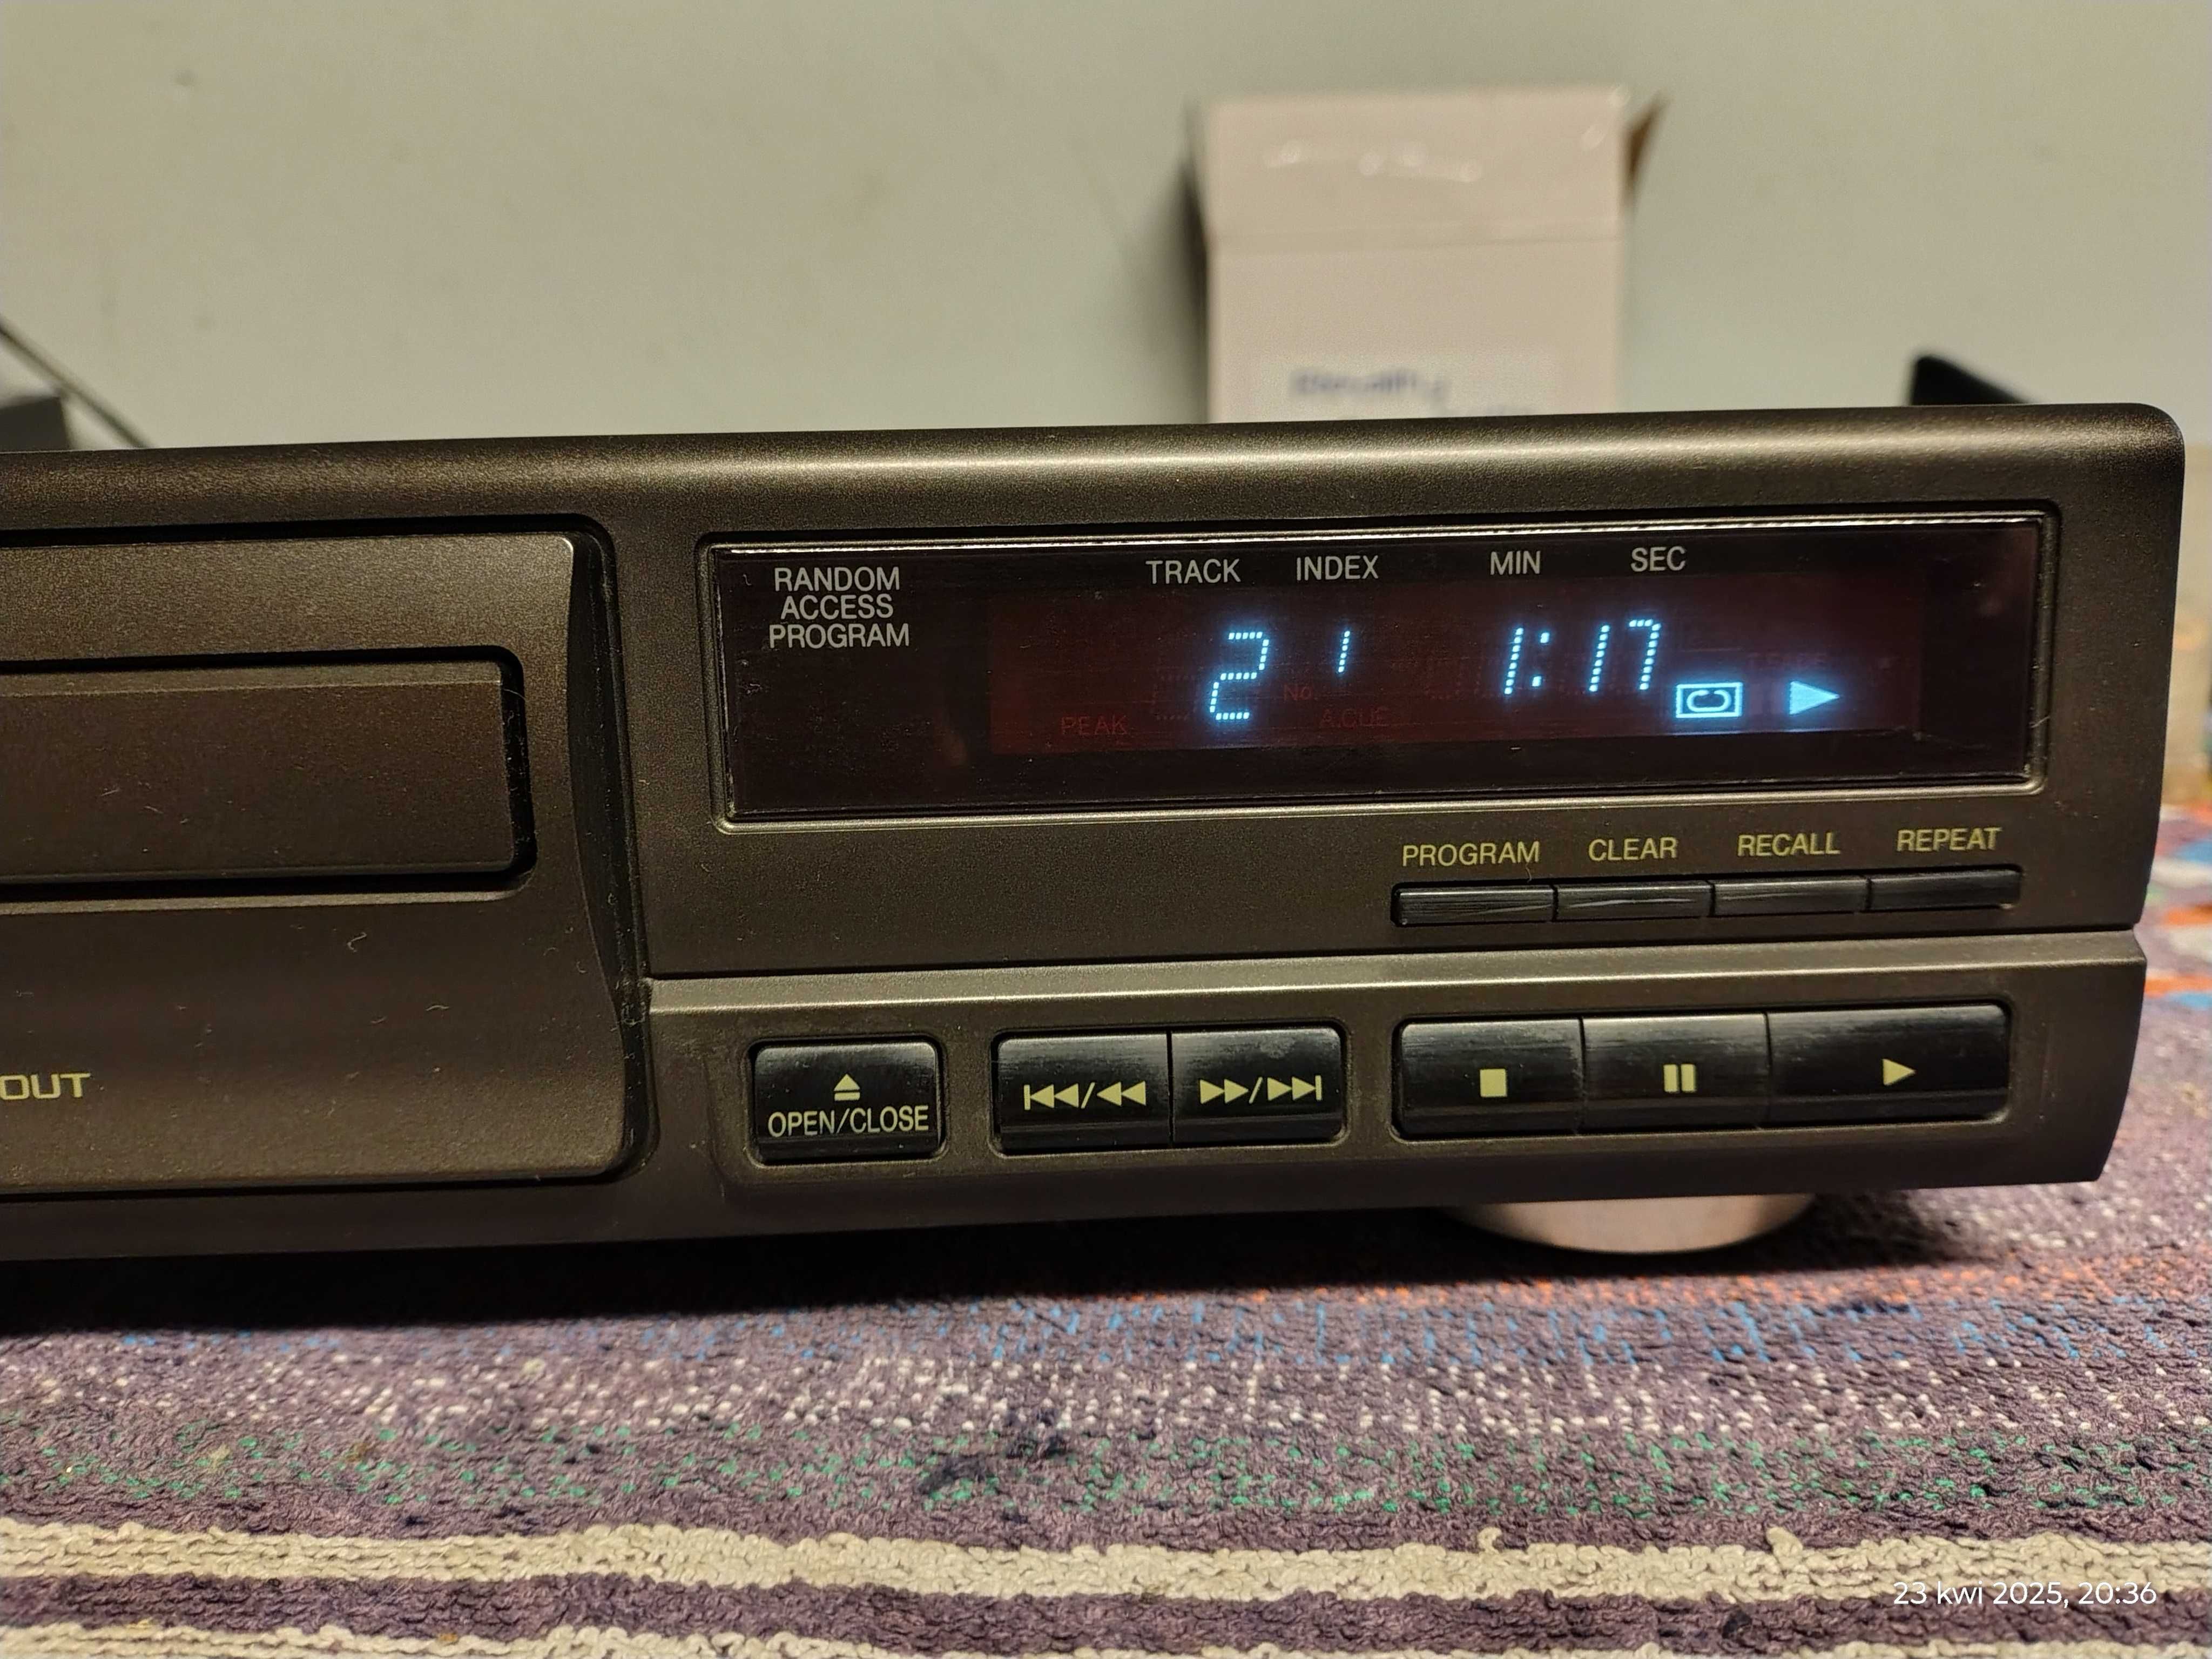 RANDOM
ACCESS
PROGRAM
TRACK INDEX MIN SEC
2 1 1:17
No.
PEAK A.CUE
PROGRAM CLEAR RECALL REPEAT
OUT
OPEN/CLOSE
23 kwi 2025, 20:36